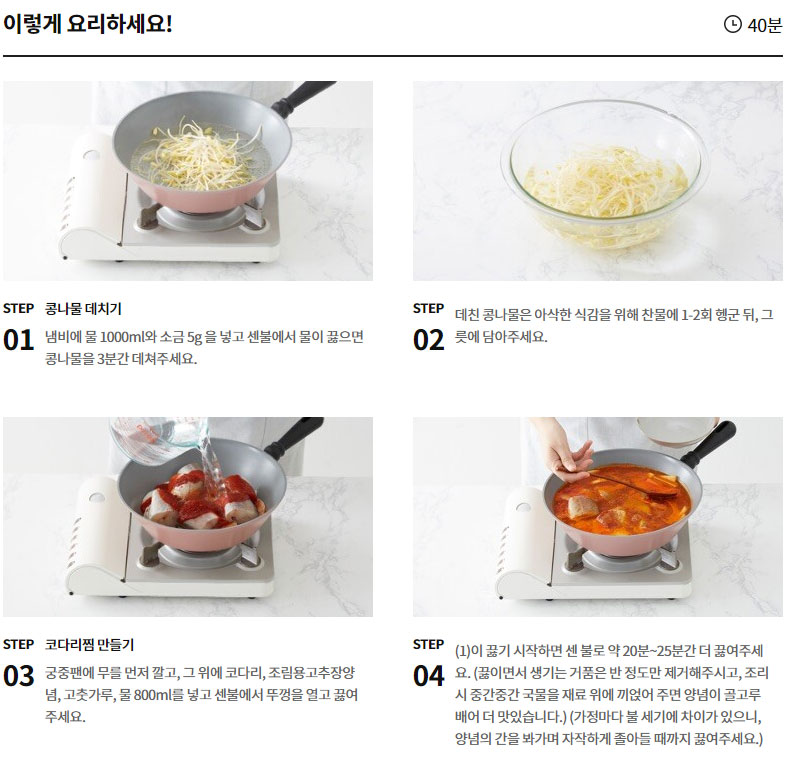 이렇게 요리하세요!
40분
STEP 콩나물 데치기
01 냄비에 물 1000ml와 소금 5g 을 넣고 센불에서 물이 끓으면
콩나물을 3분간 데쳐주세요.
STEP
02 데친 콩나물은 아삭한 식감을 위해 찬물에 1-2회 헹군 뒤, 그
릇에 담아주세요.
STEP 코다리찜 만들기
03 궁중팬에 무를 먼저 깔고, 그 위에 코다리, 조림용고추장양
념, 고춧가루, 물 800ml를 넣고 센불에서 뚜껑을 열고 끓여
주세요.
STEP
04 (1)이 끓기 시작하면 센 불로 약 20분~25분간 더 끓여주세
요. (끓이면서 생기는 거품은 반 정도만 제거해주시고, 조리
시 중간중간 국물을 재료 위에 끼얹어 주면 양념이 골고루
배어 더 맛있습니다.) (가정마다 불 세기에 차이가 있으니,
양념의 간을 봐가며 자작하게 졸아들 때까지 끓여주세요.)